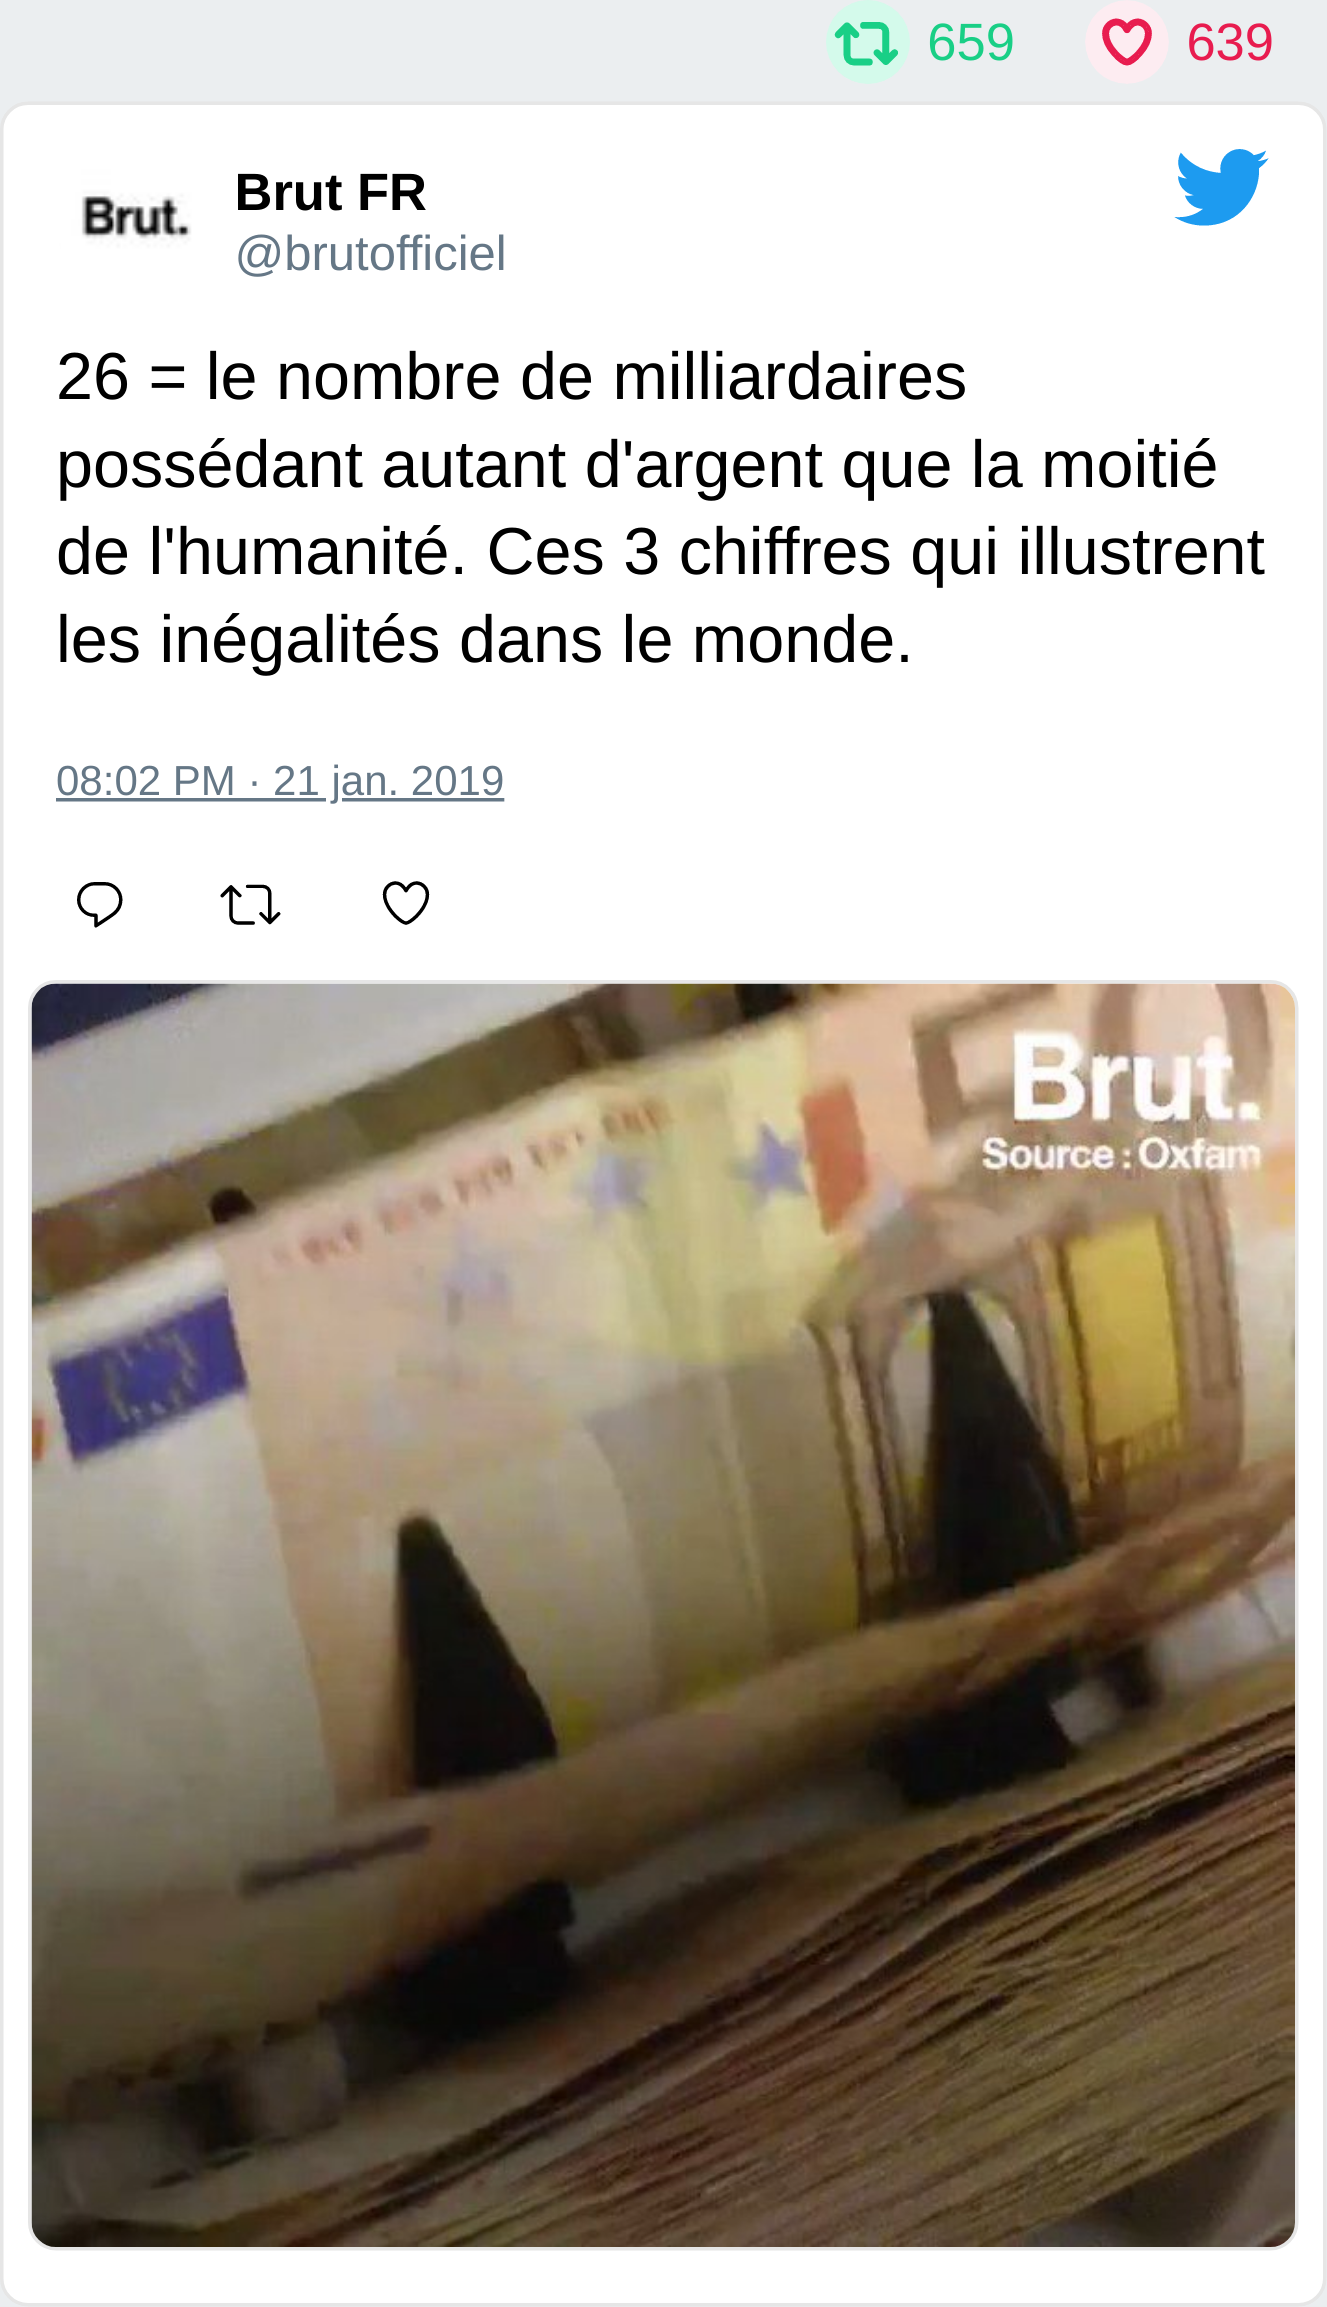 659 639
Brut.
Brut FR
@brutofficiel
26 = le nombre de milliardaires
possédant autant d'argent que la moitié
de l'humanité. Ces 3 chiffres qui illustrent
les inégalités dans le monde.
08:02 PM · 21 jan. 2019
Brut.
Source : Oxfam